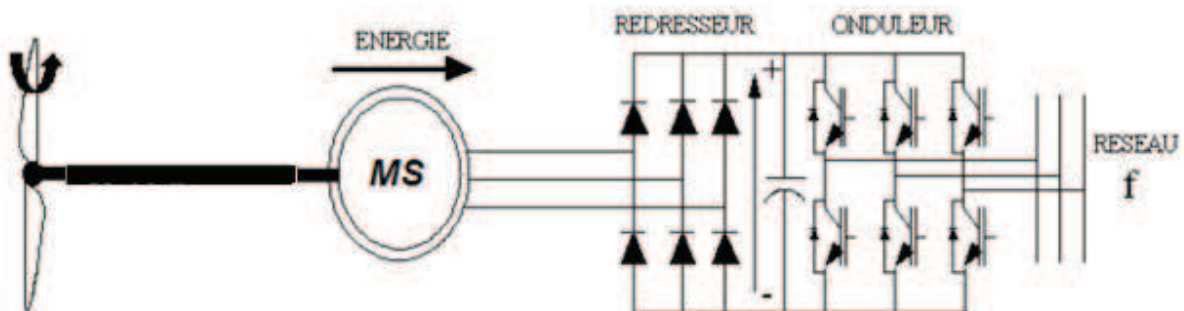 ENERGIE
REDRESSEUR
ONDULEUR
MS
+
-
RESEAU
f